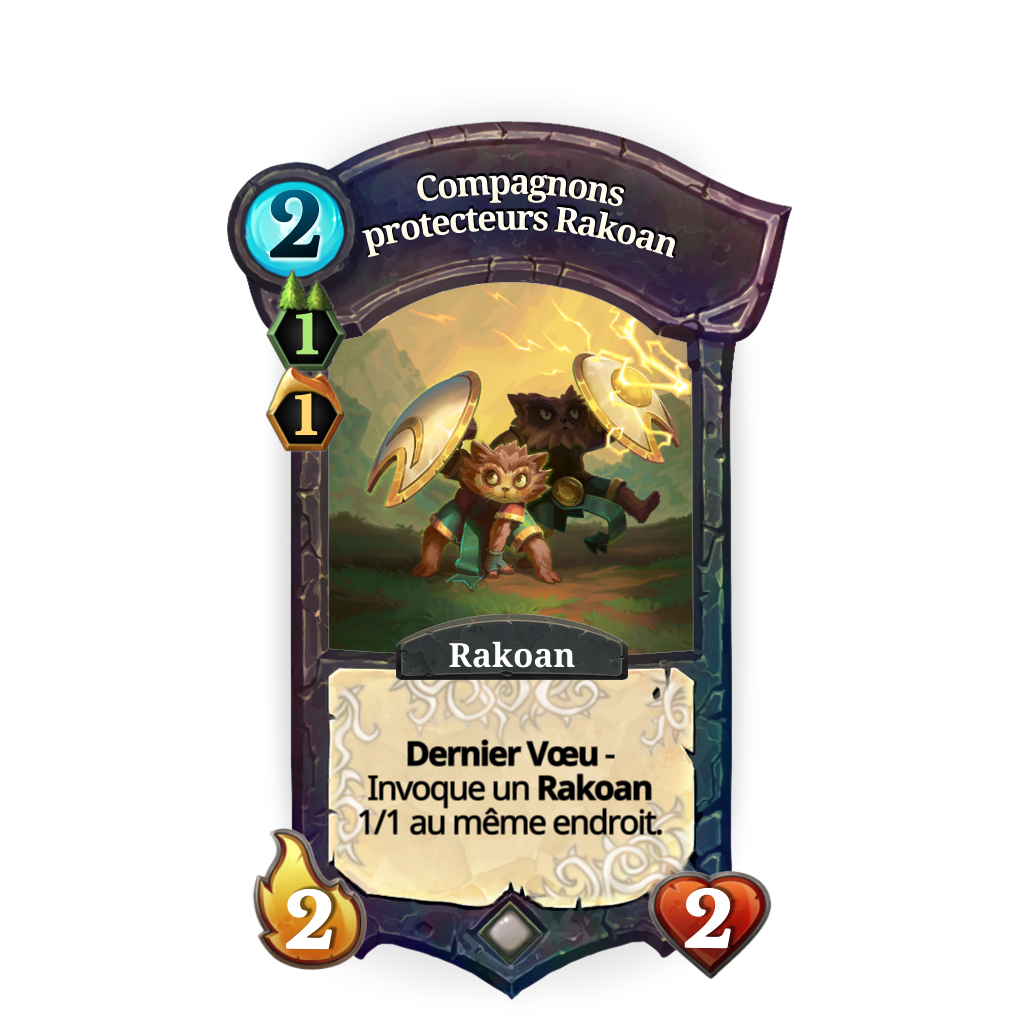 Compagnons
protecteurs Rakoan
2
1
1
Rakoan
Dernier Vœu -
Invoque un Rakoan
1/1 au même endroit.
2
2